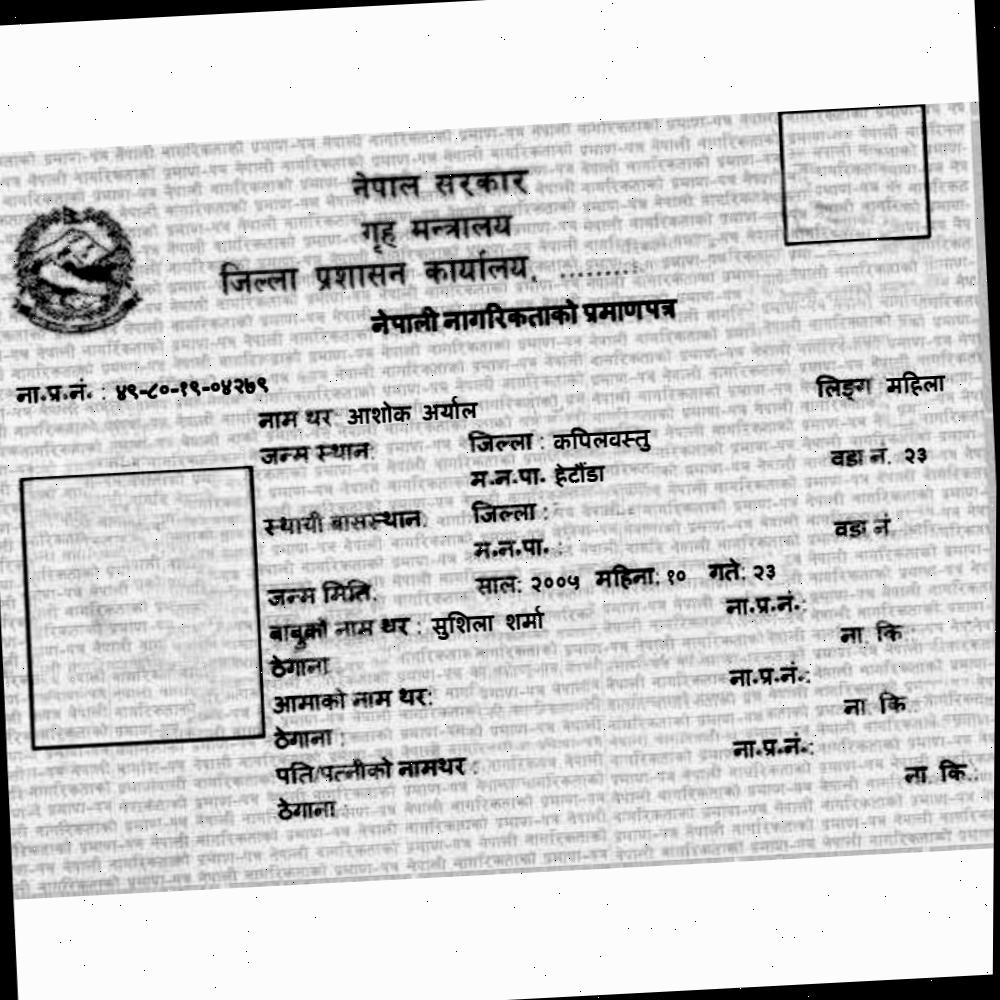 नेपाल सरकार
गृह मन्त्रालय
जिल्ला प्रशासन कार्यालय, .........
नेपाली नागरिकताको प्रमाणपत्र
ना.प्र.नं. : ४९-८०-१९-०४२७९
लिङ्ग महिला
नाम थर: आशोक अर्याल
जन्म स्थान: जिल्ला : कपिलवस्तु
म.न.पा. हेटौंडा वडा नं. २३
स्थायी बासस्थान: जिल्ला :
म.न.पा. : वडा नं
जन्म मिति: साल: २००५ महिना: १० गते: २३
बाबुको नाम थर : सुशिला शर्मा ना.प्र.नं.:
ठेगाना ना. कि.:
आमाको नाम थर: ना.प्र.नं.:
ठेगाना : ना. कि.:
पति/पत्नीको नामथर : ना.प्र.नं.:
ठेगाना : ना. कि.: